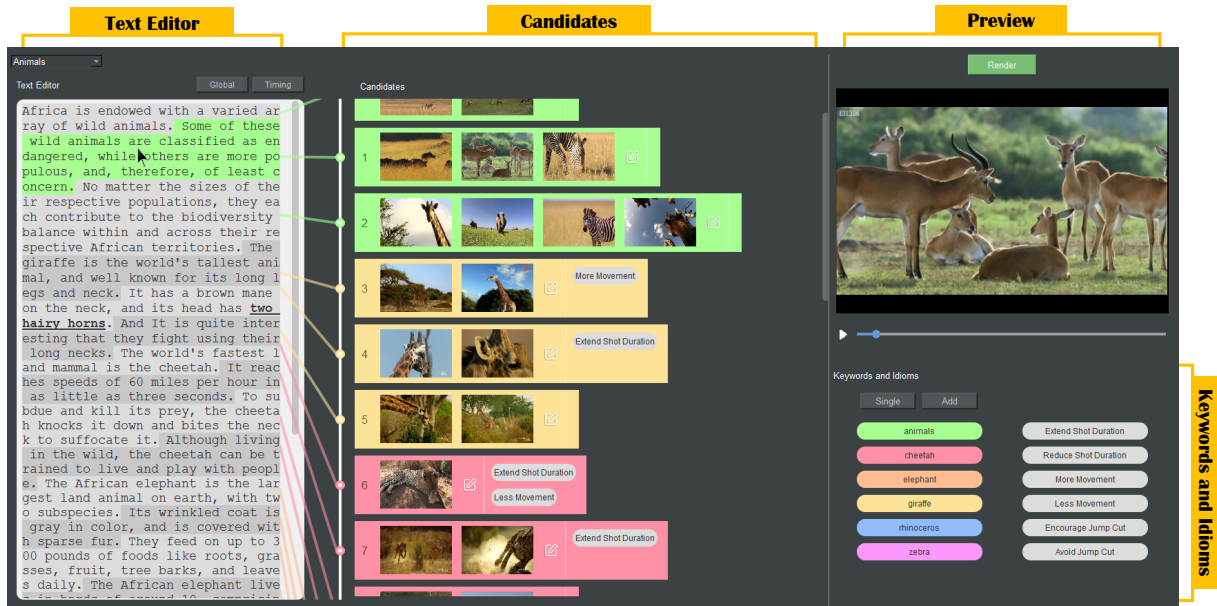 Text Editor
Candidates
Preview
Animals
Render
Text Editor
Global
Timing
Candidates
Africa is endowed with a varied ar
ray of wild animals. Some of these
wild animals are classified as en
dangered, while others are more po
pulous, and, therefore, of least c
oncern. No matter the sizes of the
ir respective populations, they ea
ch contribute to the biodiversity
balance within and across their re
spective African territories. The
giraffe is the world's tallest ani
mal, and well known for its long l
egs and neck. It has a brown mane
on the neck, and its head has two
hairy horns. And It is quite inter
esting that they fight using their
long necks. The world's fastest l
and mammal is the cheetah. It reac
hes speeds of 60 miles per hour in
as little as three seconds. To su
bdue and kill its prey, the cheeta
h knocks it down and bites the nec
k to suffocate it. Although living
in the wild, the cheetah can be t
rained to live and play with peopl
e. The African elephant is the lar
gest land animal on earth, with tw
o subspecies. Its wrinkled coat is
gray in color, and is covered wit
h sparse fur. They feed on up to 3
00 pounds of foods like roots, gra
sses, fruit, tree barks, and leave
s daily. The African elephant live
1
2
3
More Movement
4
Extend Shot Duration
5
6
Extend Shot Duration
Less Movement
7
Extend Shot Duration
BBC
Keywords and Idioms
Single
Add
animals
Extend Shot Duration
cheetah
Reduce Shot Duration
elephant
More Movement
giraffe
Less Movement
rhinoceros
Encourage Jump Cut
zebra
Avoid Jump Cut
Keywords and Idioms